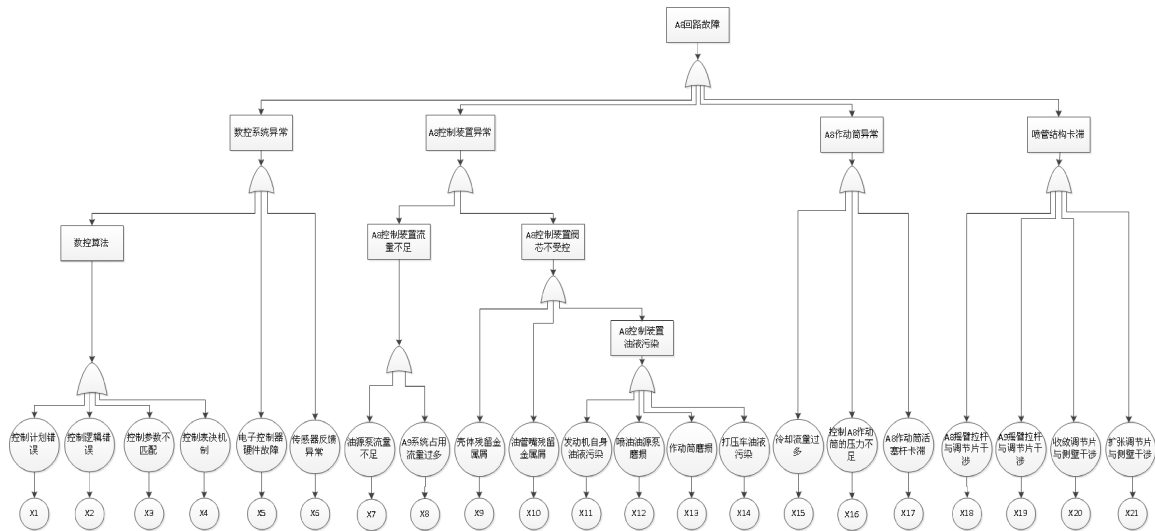 A8回路故障
数控系统异常
A8控制装置异常
A8作动筒异常
喷管结构卡滞
数控算法
A8控制装置流
量不足
A8控制装置阀
芯不受控
A8控制装置
油液污染
控制计划错
误
控制逻辑错
误
控制参数不
匹配
控制表决机
制
电子控制器
硬件故障
传感器反馈
异常
油源泵流量
不足
A9系统占用
流量过多
壳体残留金
属屑
油管嘴残留
金属屑
发动机自身
油液污染
喷油油源泵
磨损
作动筒磨损
打压车油液
污染
冷却流量过
多
控制A8作动
筒的压力不
足
A8作动筒活
塞杆卡滞
A8摇臂拉杆
与调节片干
涉
A9摇臂拉杆
与调节片干
涉
收敛调节片
与侧壁干涉
扩张调节片
与侧壁干涉
X1
X2
X3
X4
X5
X6
X7
X8
X9
X10
X11
X12
X13
X14
X15
X16
X17
X18
X19
X20
X21